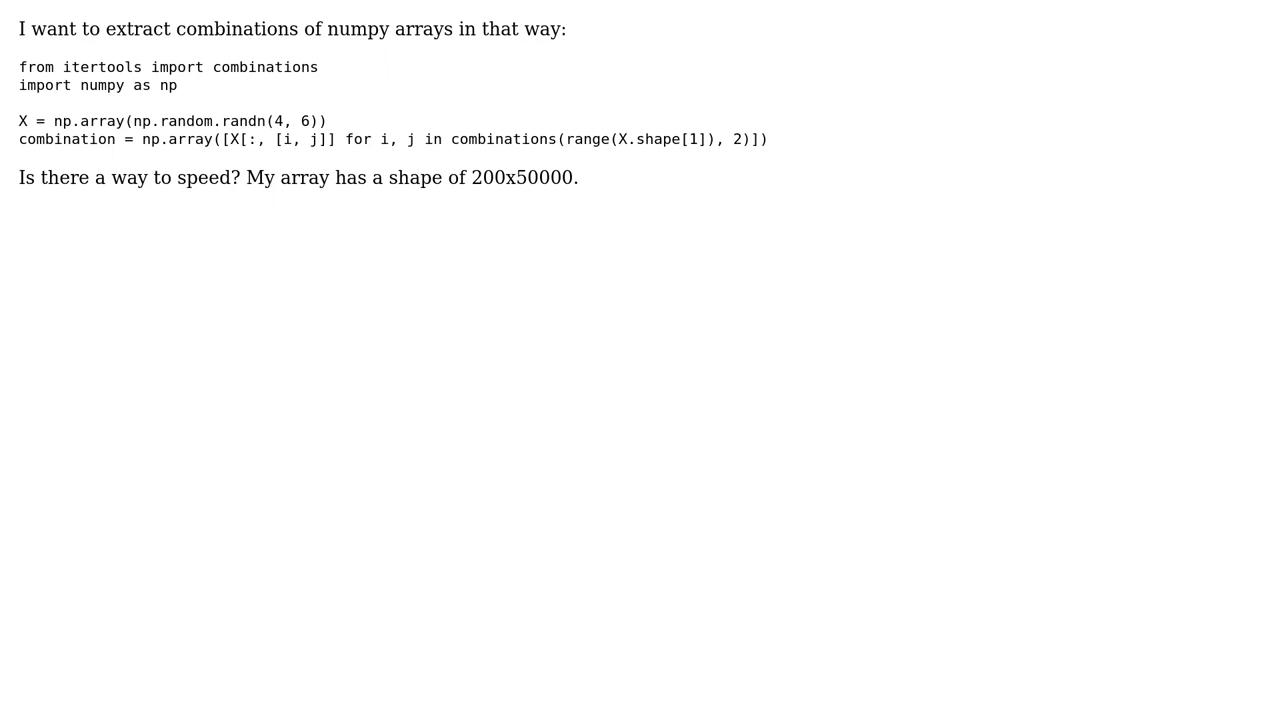 I want to extract combinations of numpy arrays in that way:
from itertools import combinations
import numpy as np
X = np.array(np.random.randn(4, 6))
combination = np.array([X[:, [i, j]] for i, j in combinations(range(X.shape[1]), 2)])
Is there a way to speed? My array has a shape of 200x50000.